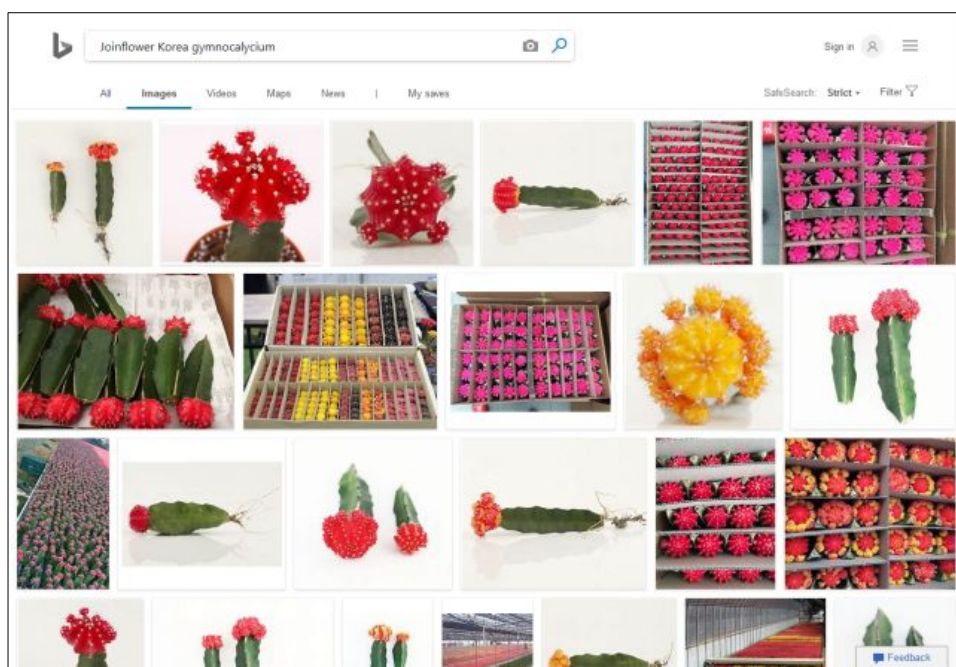 Joinflower Korea gymnocalycium
Sign in
All Images Videos Maps News | My saves
SafeSearch: Strict Filter
Feedback